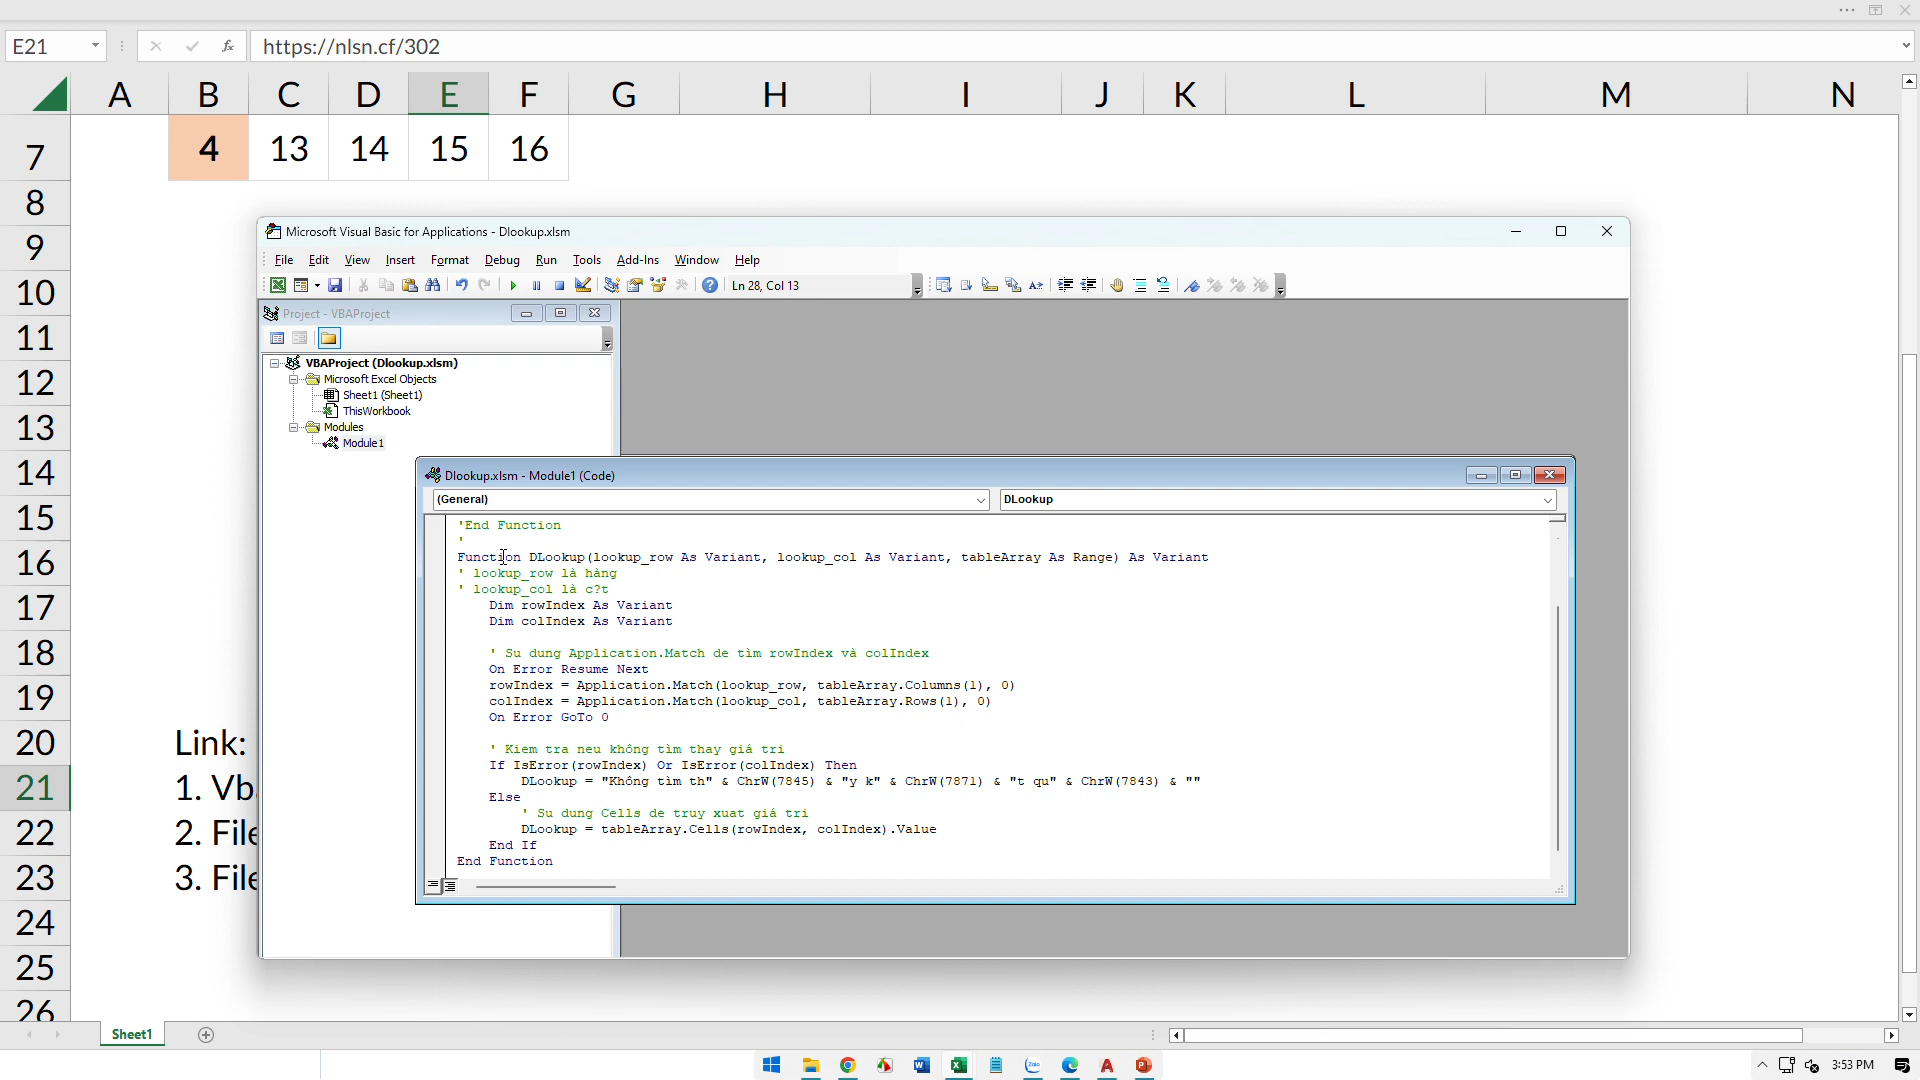 E21
fx
https://nlsn.cf/302
A B C D E F G H I J K L M N
7 4 13 14 15 16
8
9
10
11
12
13
14
15
16
17
18
19
20 Link:
21 1. Vb
22 2. File
23 3. File
24
25
26
Microsoft Visual Basic for Applications - Dlookup.xlsm
File Edit View Insert Format Debug Run Tools Add-Ins Window Help
Ln 28, Col 13
Project - VBAProject
VBAProject (Dlookup.xlsm)
Microsoft Excel Objects
Sheet1 (Sheet1)
ThisWorkbook
Modules
Module1
Dlookup.xlsm - Module1 (Code)
(General) DLookup
'End Function
'
Function DLookup(lookup_row As Variant, lookup_col As Variant, tableArray As Range) As Variant
' lookup_row là hàng
' lookup_col là c?t
Dim rowIndex As Variant
Dim colIndex As Variant
' Su dung Application.Match de tìm rowIndex và colIndex
On Error Resume Next
rowIndex = Application.Match(lookup_row, tableArray.Columns(1), 0)
colIndex = Application.Match(lookup_col, tableArray.Rows(1), 0)
On Error GoTo 0
' Kiem tra neu không tìm thay giá tri
If IsError(rowIndex) Or IsError(colIndex) Then
DLookup = "Không tìm th" & ChrW(7845) & "y k" & ChrW(7871) & "t qu" & ChrW(7843) & ""
Else
' Su dung Cells de truy xuat giá tri
DLookup = tableArray.Cells(rowIndex, colIndex).Value
End If
End Function
Sheet1
3:53 PM